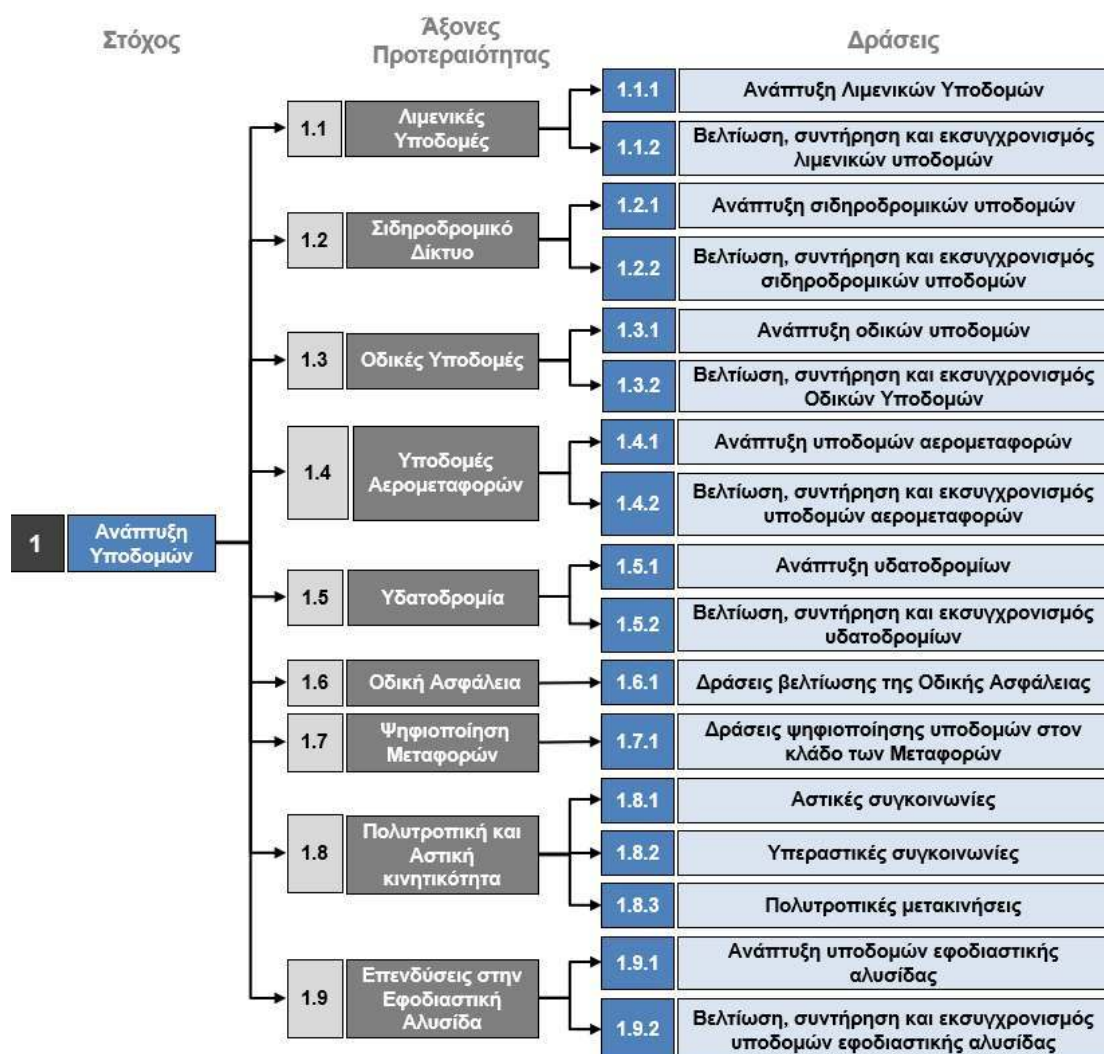 Στόχος
Άξονες
Προτεραιότητας
Δράσεις
1
Ανάπτυξη
Υποδομών
1.1
Λιμενικές
Υποδομές
1.1.1
Ανάπτυξη Λιμενικών Υποδομών
1.1.2
Βελτίωση, συντήρηση και εκσυγχρονισμός
λιμενικών υποδομών
1.2
Σιδηροδρομικό
Δίκτυο
1.2.1
Ανάπτυξη σιδηροδρομικών υποδομών
1.2.2
Βελτίωση, συντήρηση και εκσυγχρονισμός
σιδηροδρομικών υποδομών
1.3
Οδικές Υποδομές
1.3.1
Ανάπτυξη οδικών υποδομών
1.3.2
Βελτίωση, συντήρηση και εκσυγχρονισμός
Οδικών Υποδομών
1.4
Υποδομές
Αερομεταφορών
1.4.1
Ανάπτυξη υποδομών αερομεταφορών
1.4.2
Βελτίωση, συντήρηση και εκσυγχρονισμός
υποδομών αερομεταφορών
1.5
Υδατοδρομία
1.5.1
Ανάπτυξη υδατοδρομίων
1.5.2
Βελτίωση, συντήρηση και εκσυγχρονισμός
υδατοδρομίων
1.6
Οδική Ασφάλεια
1.6.1
Δράσεις βελτίωσης της Οδικής Ασφάλειας
1.7
Ψηφιοποίηση
Μεταφορών
1.7.1
Δράσεις ψηφιοποίησης υποδομών στον
κλάδο των Μεταφορών
1.8
Πολυτροπική και
Αστική
κινητικότητα
1.8.1
Αστικές συγκοινωνίες
1.8.2
Υπεραστικές συγκοινωνίες
1.8.3
Πολυτροπικές μετακινήσεις
1.9
Επενδύσεις στην
Εφοδιαστική
Αλυσίδα
1.9.1
Ανάπτυξη υποδομών εφοδιαστικής
αλυσίδας
1.9.2
Βελτίωση, συντήρηση και εκσυγχρονισμός
υποδομών εφοδιαστικής αλυσίδας